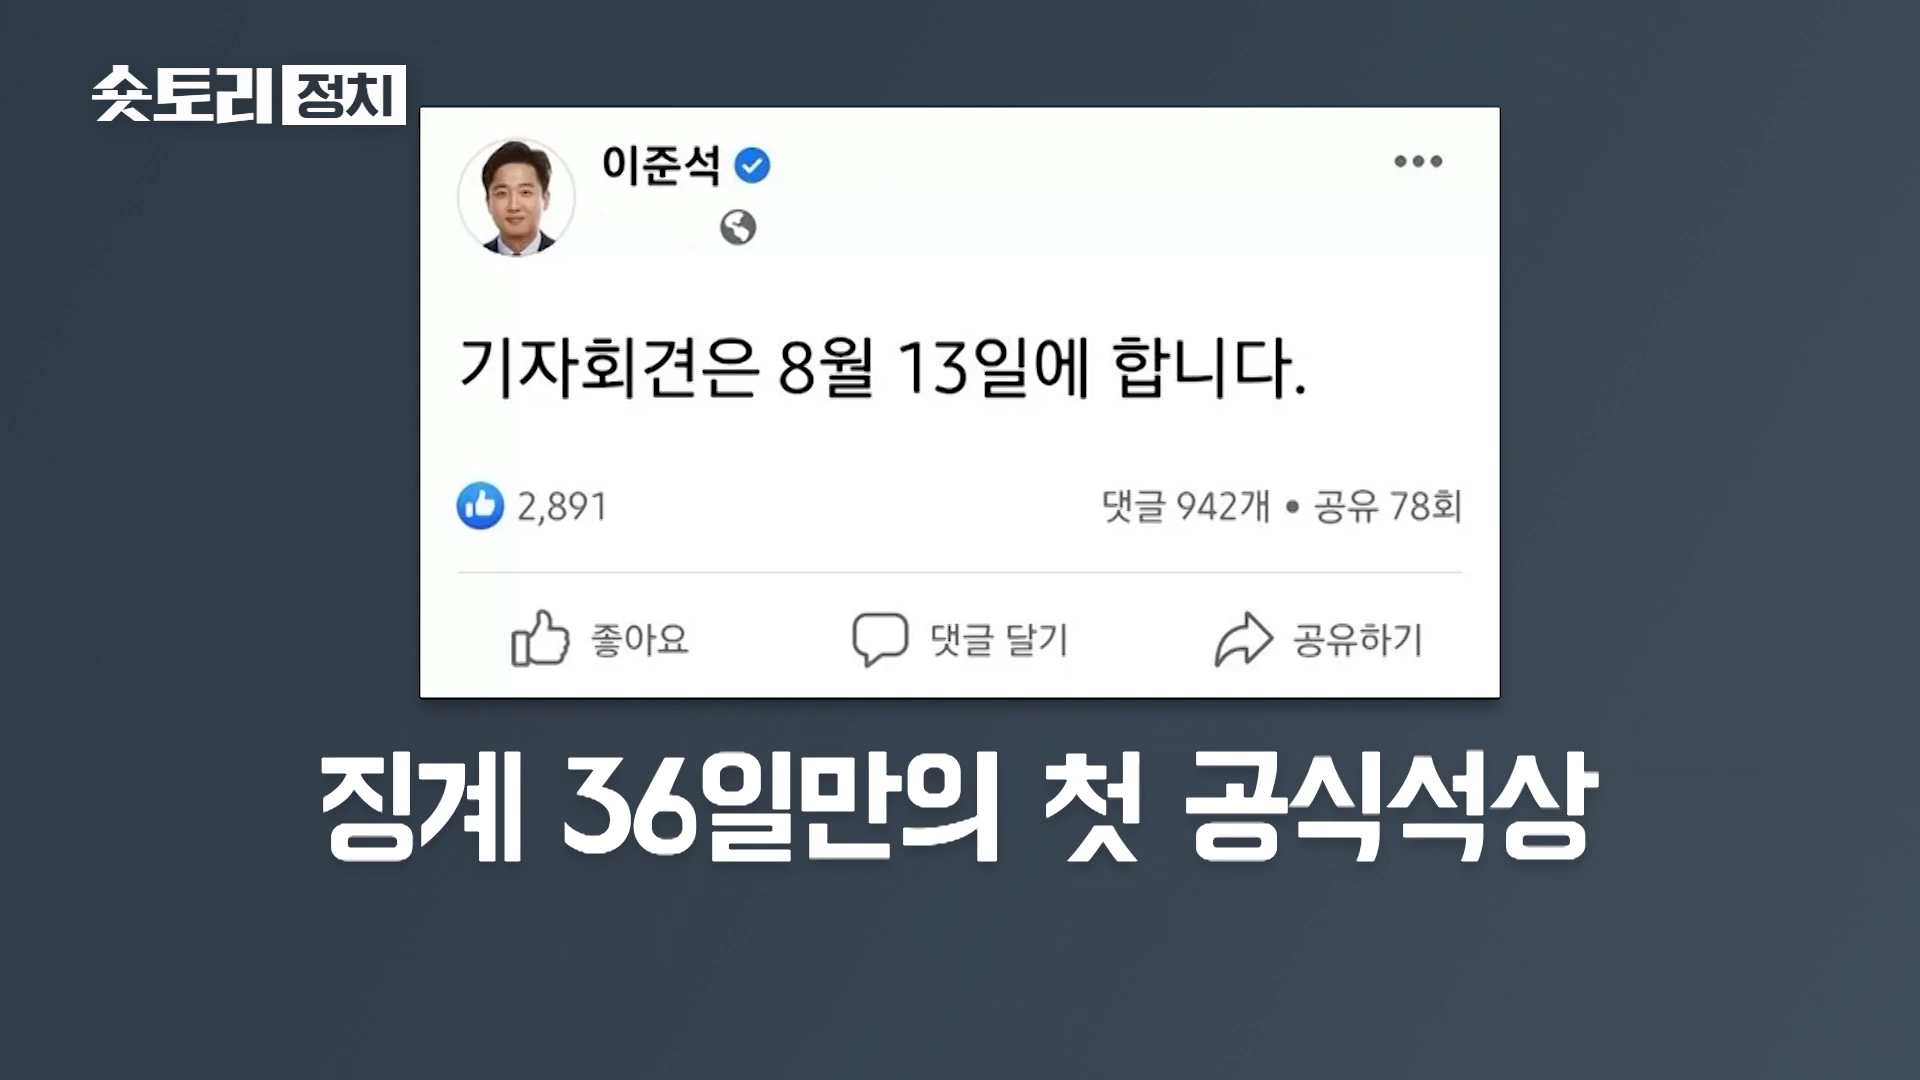 숏토리 정치
이준석
기자회견은 8월 13일에 합니다.
2,891
댓글 942개 • 공유 78회
좋아요
댓글 달기
공유하기
징계 36일만의 첫 공식석상